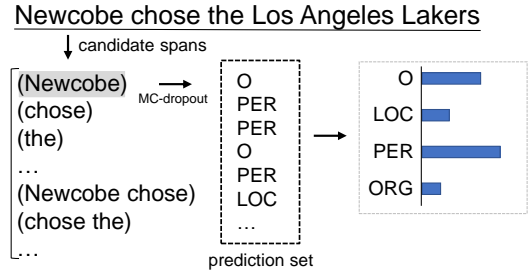 Newcobe chose the Los Angeles Lakers
candidate spans
(Newcobe)
(chose)
(the)
...
(Newcobe chose)
(chose the)
...
MC-dropout
O
PER
PER
O
PER
LOC
...
prediction set
O
LOC
PER
ORG